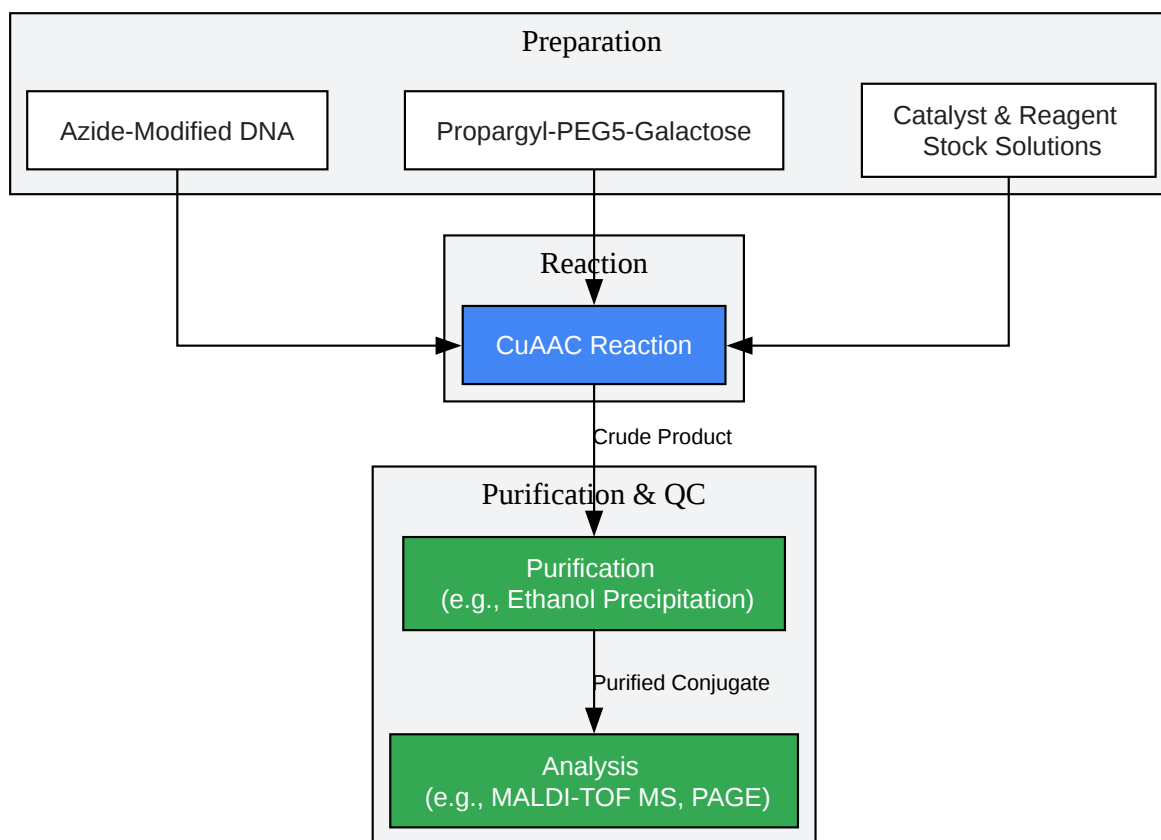 Preparation
Azide-Modified DNA
Propargyl-PEG5-Galactose
Catalyst & Reagent
Stock Solutions
Reaction
CuAAC Reaction
Crude Product
Purification & QC
Purification
(e.g., Ethanol Precipitation)
Purified Conjugate
Analysis
(e.g., MALDI-TOF MS, PAGE)